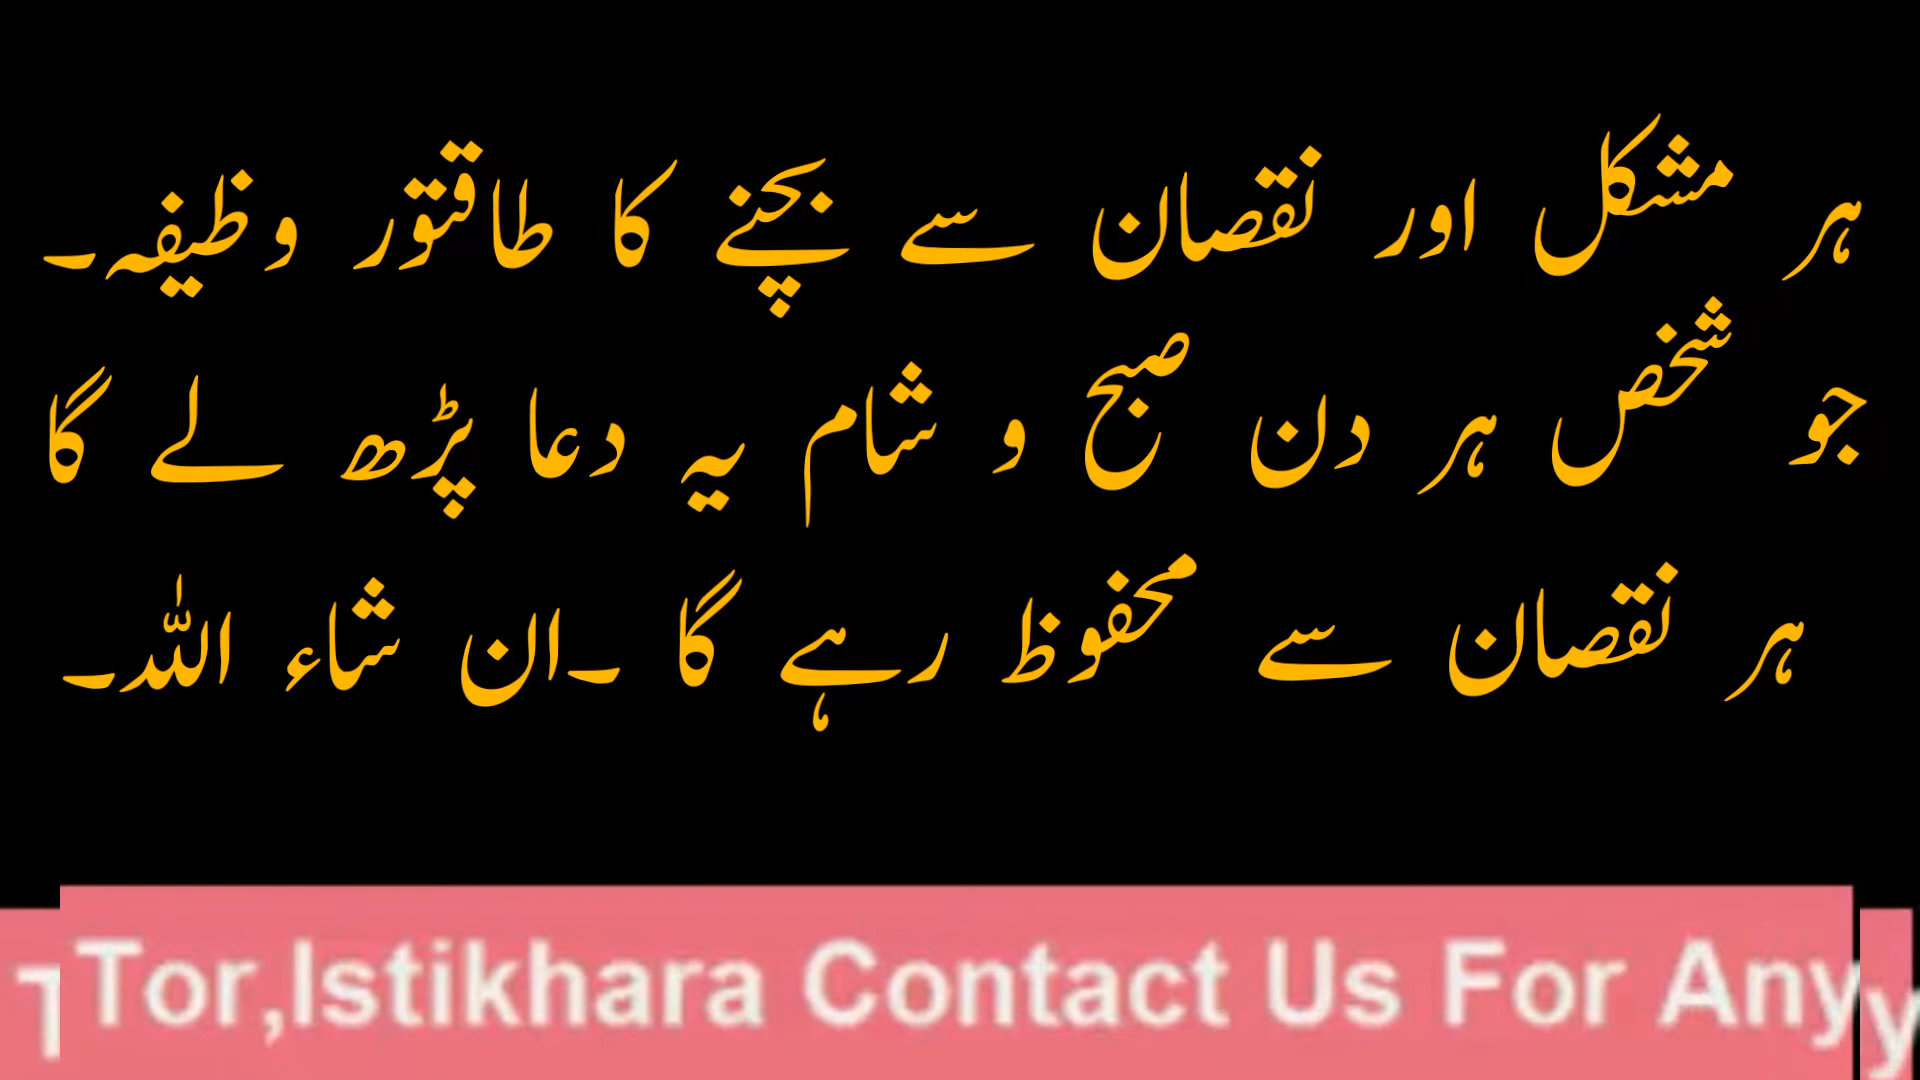 ہر مشکل اور نقصان سے بچنے کا طاقتور وظیفہ۔
جو شخص ہر دن صبح و شام یہ دعا پڑھ لے گا
ہر نقصان سے محفوظ رہے گا ۔ان شاء اللہ۔
Tor,Istikhara Contact Us For Any